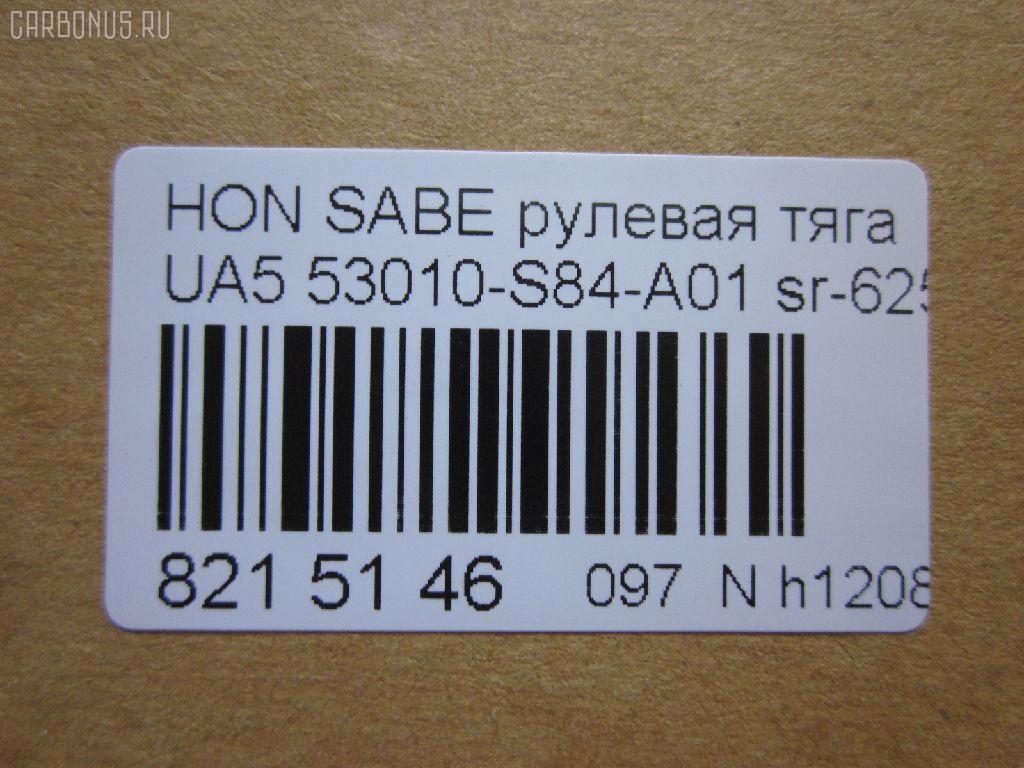 CARBONUS.RU
HON SABE рулевая тяга
UA5 53010-S84-A01 sr-625
821 51 46 097 N h1208